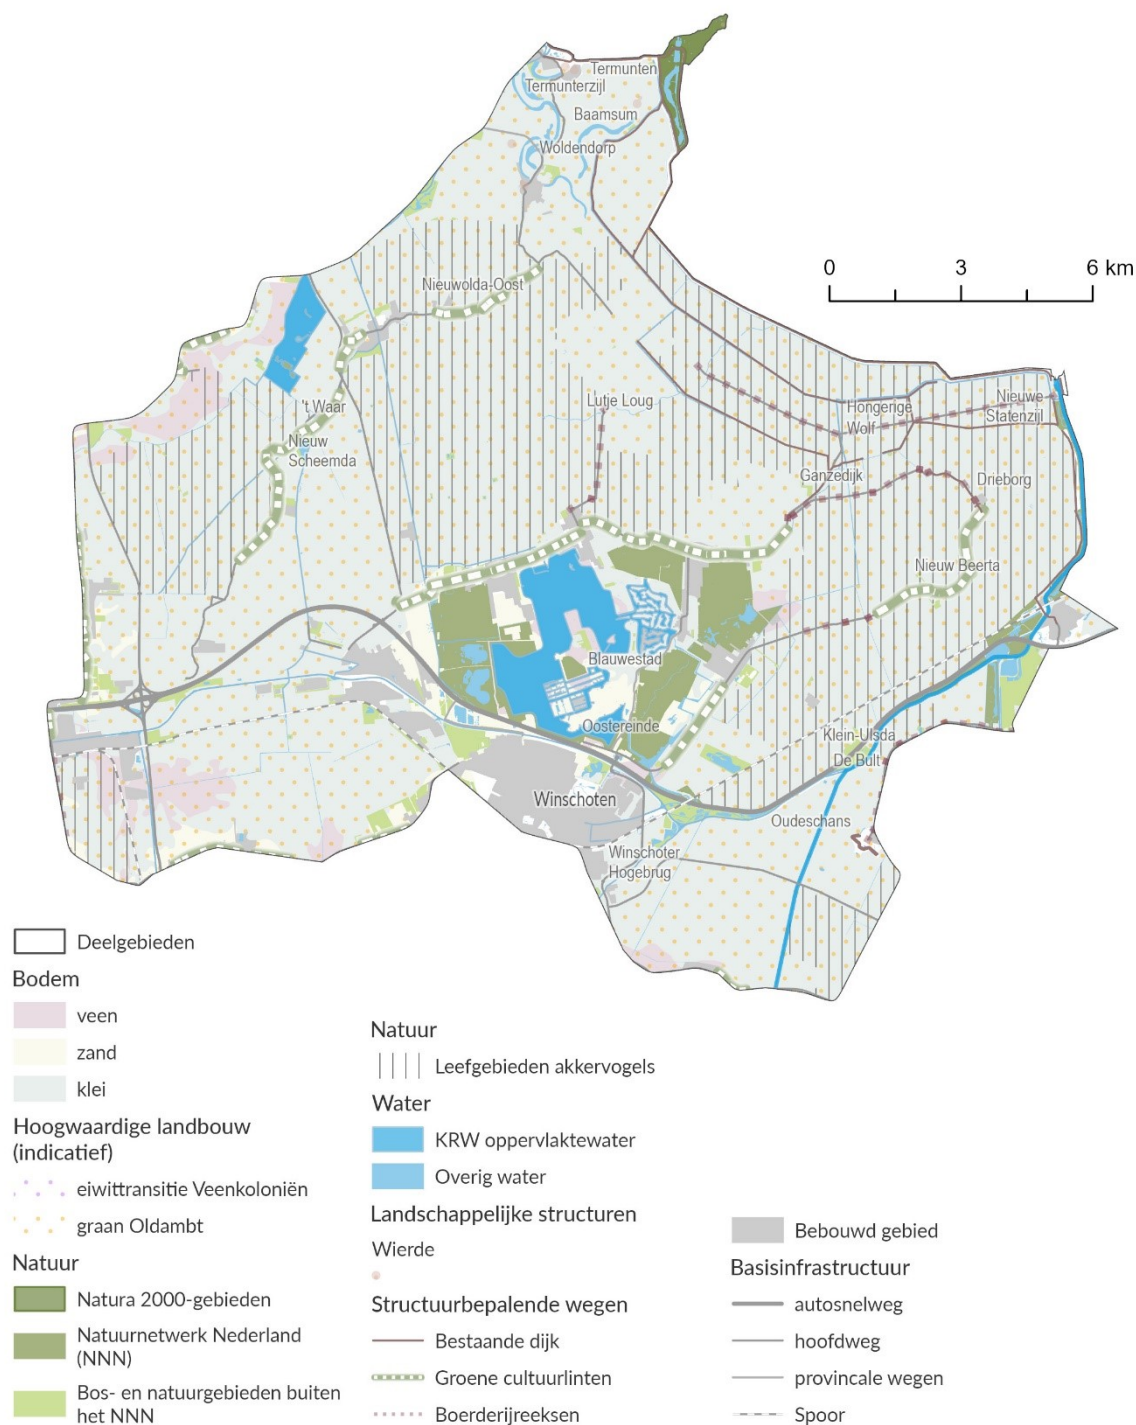 Termunten
Termunterzijl
Baamsum
Woldendorp
0 3 6 km
Nieuwolda-Oost
't Waar
Nieuw
Scheemda
Lutje Loug
Hongerige
Wolf
Nieuwe
Statenzijl
Ganzedijk
Drieborg
Nieuw Beerta
Blauwestad
Oostereinde
Klein-Ulsda
De Bult
Winschoten
Oudeschans
Winschoter
Hogebrug
Deelgebieden
Bodem
veen
zand
klei
Hoogwaardige landbouw
(indicatief)
eiwittransitie Veenkoloniën
graan Oldambt
Natuur
Natura 2000-gebieden
Natuurnetwerk Nederland
(NNN)
Bos- en natuurgebieden buiten
het NNN
Natuur
Leefgebieden akkervogels
Water
KRW oppervlaktewater
Overig water
Landschappelijke structuren
Wierde
Structuurbepalende wegen
Bestaande dijk
Groene cultuurlinten
Boerderijreeksen
Bebouwd gebied
Basisinfrastructuur
autosnelweg
hoofdweg
provincale wegen
Spoor